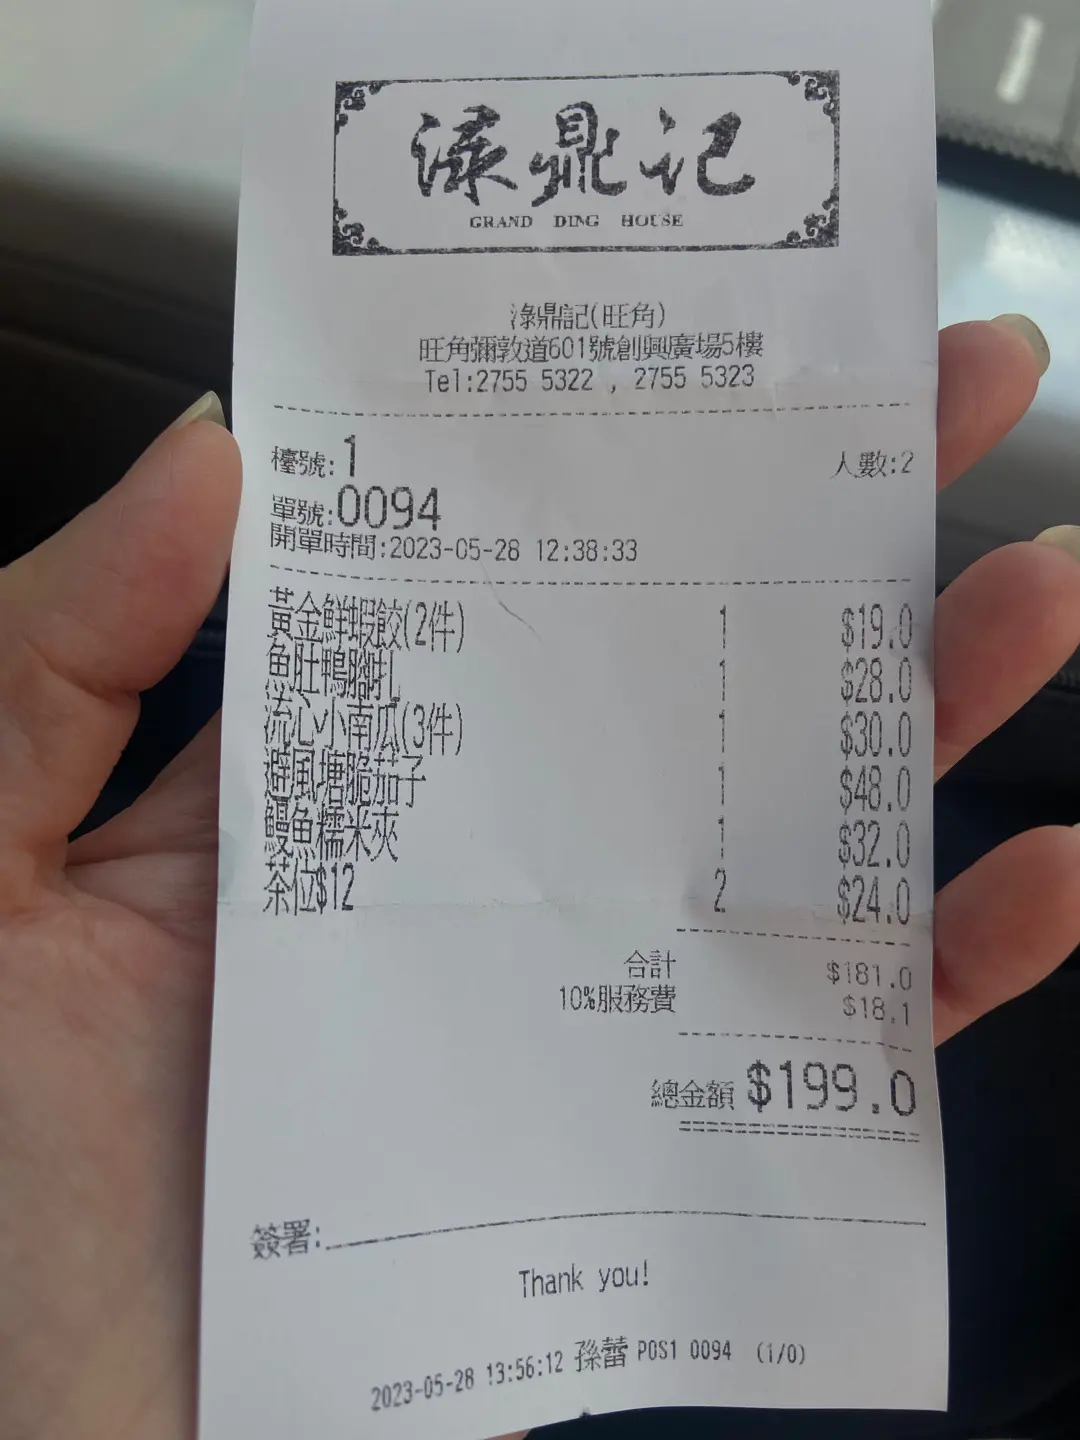 渌鼎记
GRAND DING HOUSE
淥鼎記(旺角)
旺角彌敦道601號創興廣場5樓
Tel:2755 5322 , 2755 5323
檯號:1 人數:2
單號:0094
開單時間:2023-05-28 12:38:33
黃金鮮蝦餃(2件) 1 $19.0
魚肚鴨腳扎 1 $28.0
流心小南瓜(3件) 1 $30.0
避風塘脆茄子 1 $48.0
鰻魚糯米夾 1 $32.0
茶位$12 2 $24.0
合計 $181.0
10%服務費 $18.1
總金額 $199.0
簽署:
Thank you!
2023-05-28 13:56:12 孫蕾 POS1 0094 (1/0)